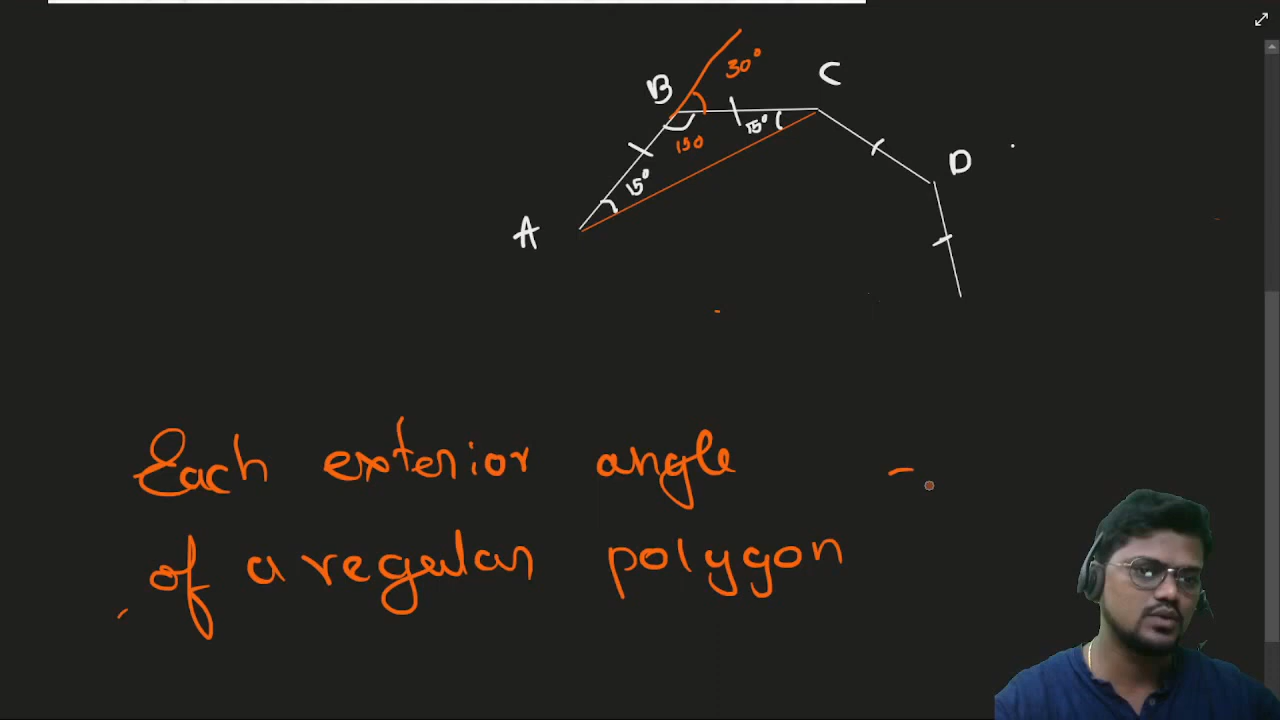 30°
B
C
15°
150
D
15°
A
Each exterior angle -
of a regular polygon